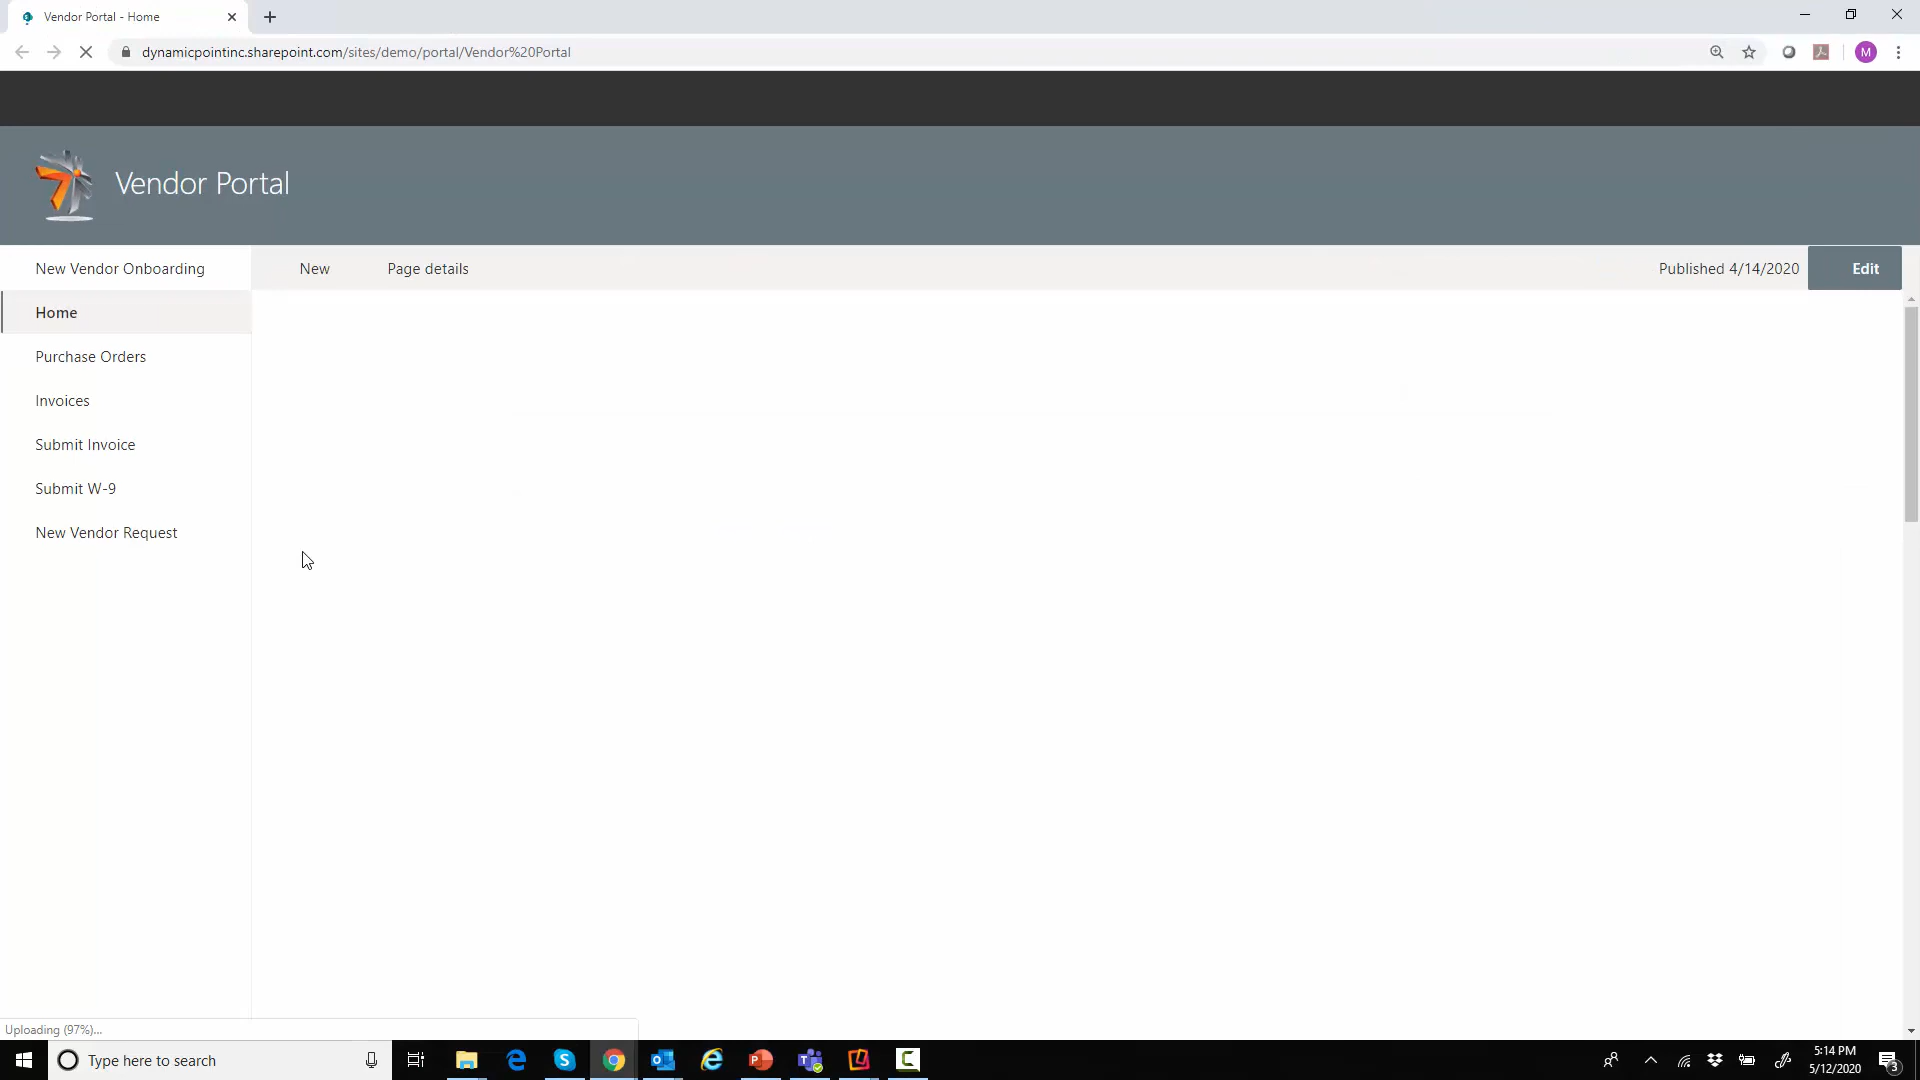 Vendor Portal - Home
dynamicpointinc.sharepoint.com/sites/demo/portal/Vendor%20Portal
M
Vendor Portal
New Vendor Onboarding
New
Page details
Published 4/14/2020
Edit
Home
Purchase Orders
Invoices
Submit Invoice
Submit W-9
New Vendor Request
Uploading (97%)...
Type here to search
5:14 PM
5/12/2020
3